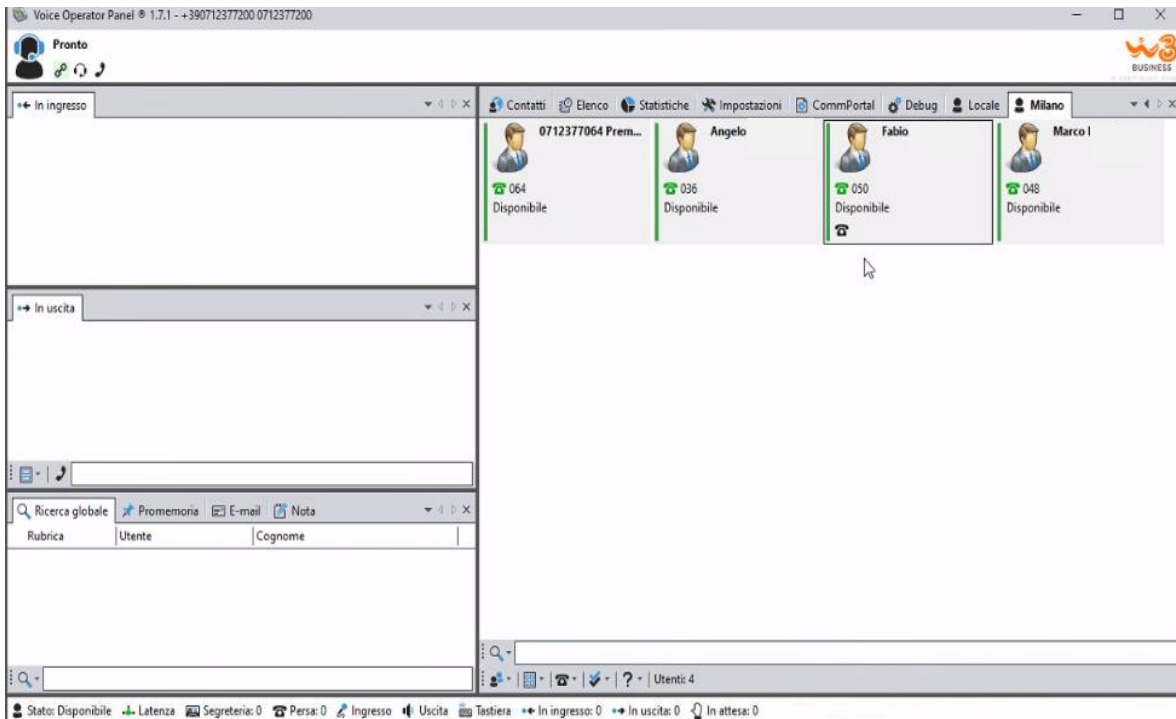 Voice Operator Panel ® 1.7.1 - +390712377200 0712377200
Pronto
W3
BUSINESS
In ingresso
Contatti Elenco Statistiche Impostazioni CommPortal Debug Locale Milano
0712377064 Prem... Angelo Fabio Marco
064 036 050 048
Disponibile Disponibile Disponibile Disponibile
In uscita
Ricerca globale Promemoria E-mail Nota
Rubrica Utente Cognome
Utenti: 4
Stato: Disponibile Latenza Segreteria: 0 Persa: 0 Ingresso Uscita Tastiera In ingresso: 0 In uscita: 0 In attesa: 0